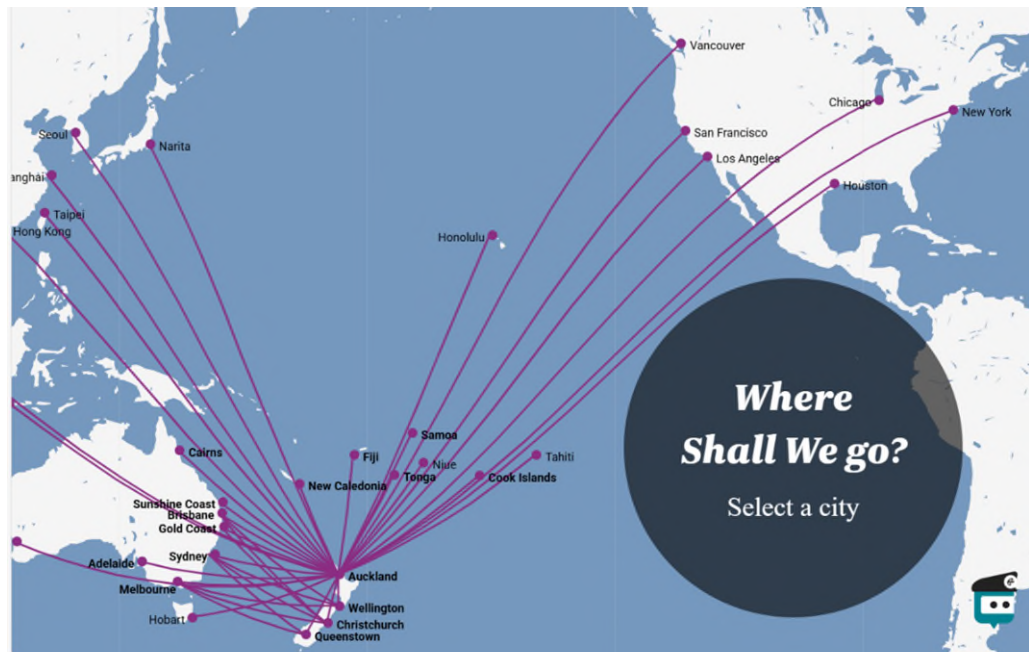 Vancouver
Chicago
New York
Seoul
Narita
San Francisco
Los Angeles
anghai
Houston
Taipei
Hong Kong
Honolulu
Where
Shall We go?
Select a city
Samoa
Cairns
Fiji
Niue
Tahiti
Tonga
Cook Islands
New Caledonia
Sunshine Coast
Brisbane
Gold Coast
Sydney
Adelaide
Auckland
Melbourne
Wellington
Hobart
Christchurch
Queenstown